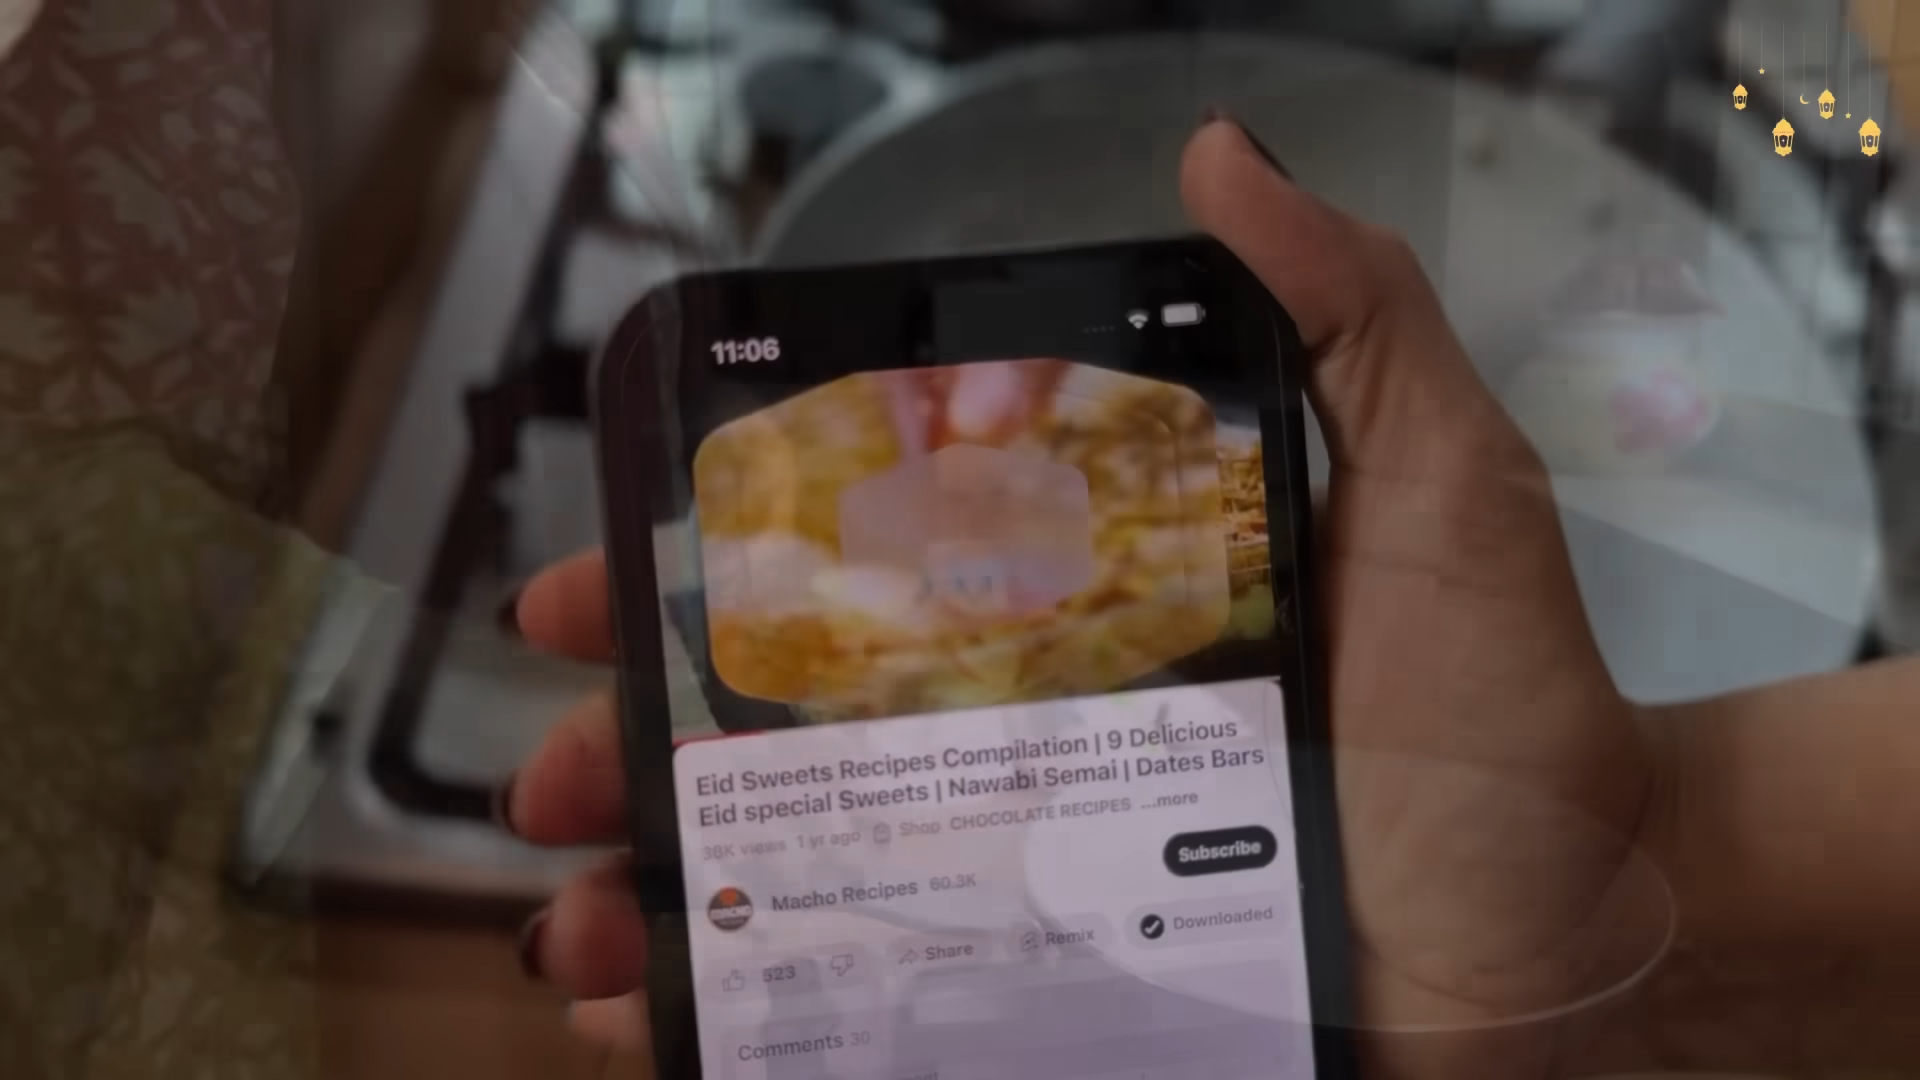 11:06
Eid Sweets Recipes Compilation | 9 Delicious
Eid special Sweets | Nawabi Semai | Dates Bars
38K views 1 yr ago Shop CHOCOLATE RECIPES ...more
Subscribe
Macho Recipes 60.3K
523 Share Remix Downloaded
Comments 30